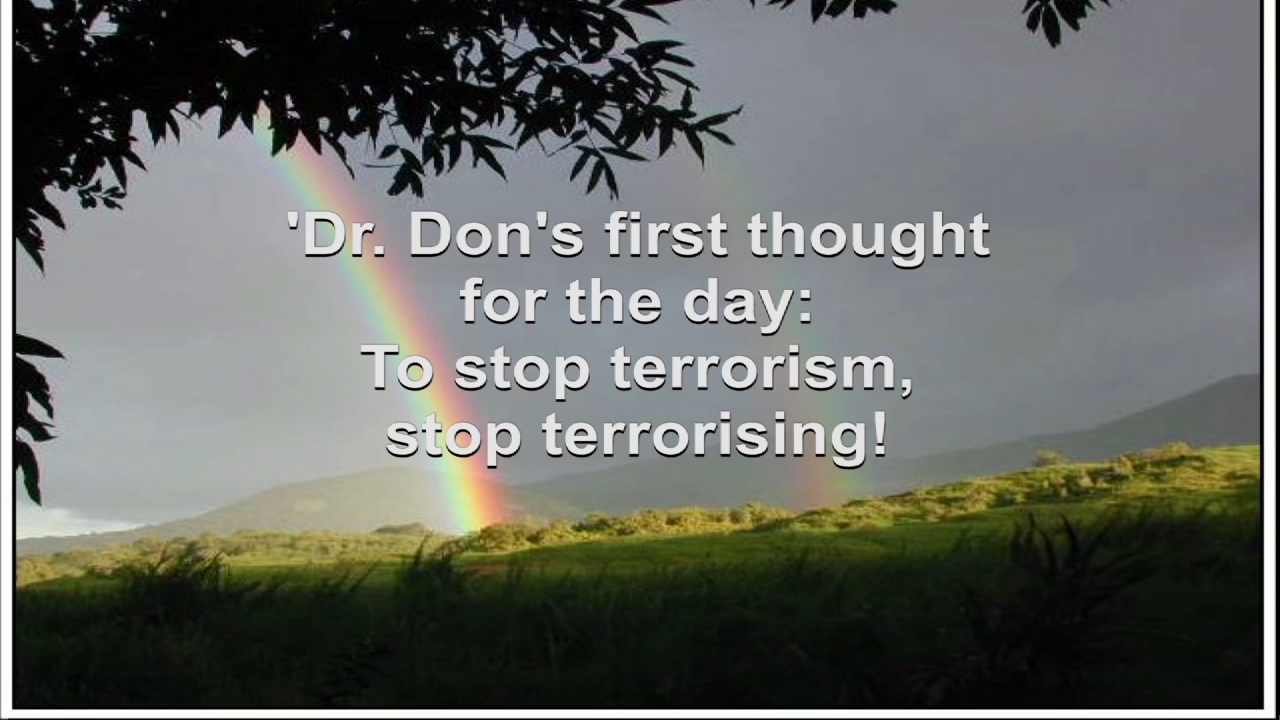 'Dr. Don's first thought
for the day:
To stop terrorism,
stop terrorising!